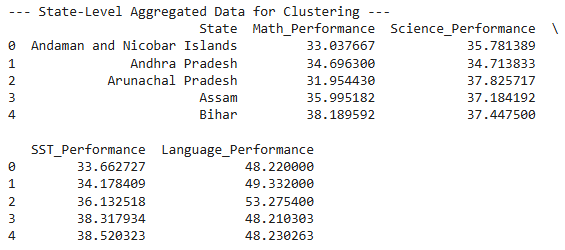 --- State-Level Aggregated Data for Clustering ---
State Math_Performance Science_Performance \
0 Andaman and Nicobar Islands 33.037667 35.781389
1 Andhra Pradesh 34.696300 34.713833
2 Arunachal Pradesh 31.954430 37.825717
3 Assam 35.995182 37.184192
4 Bihar 38.189592 37.447500
SST_Performance Language_Performance
0 33.662727 48.220000
1 34.178409 49.332000
2 36.132518 53.275400
3 38.317934 48.210303
4 38.520323 48.230263